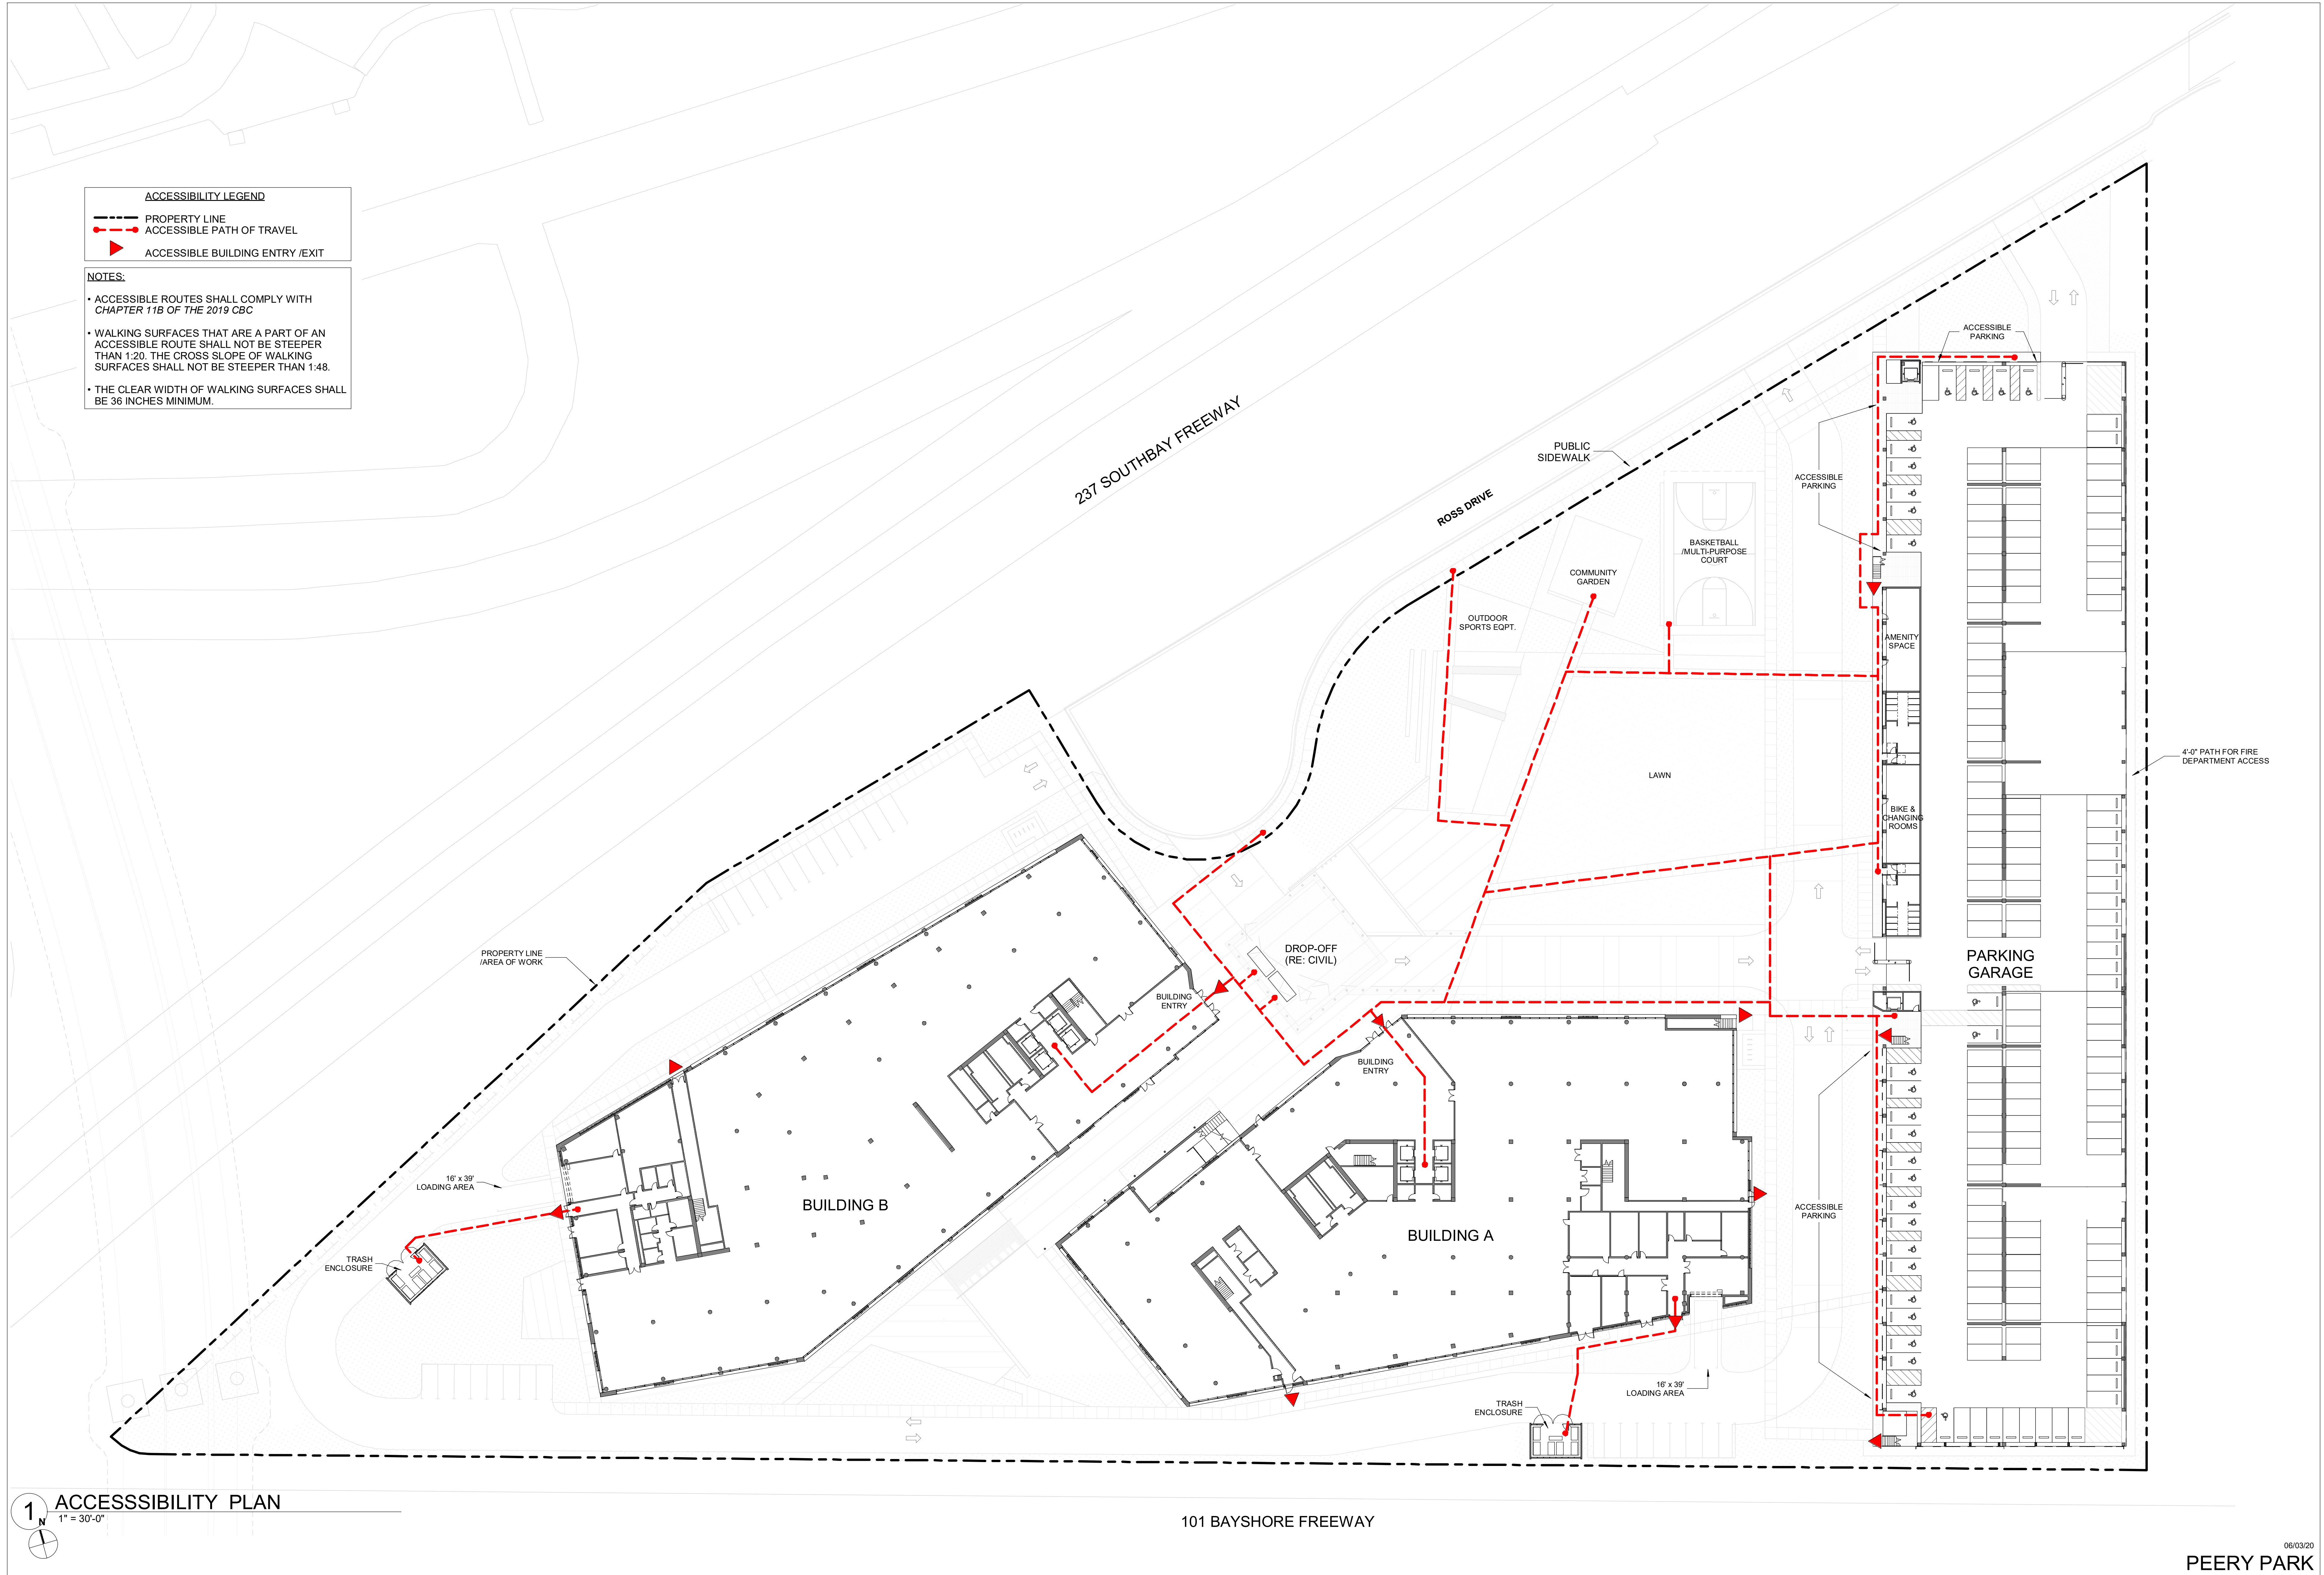 ACCESSIBILITY LEGEND
PROPERTY LINE
ACCESSIBLE PATH OF TRAVEL
ACCESSIBLE BUILDING ENTRY /EXIT
NOTES:
• ACCESSIBLE ROUTES SHALL COMPLY WITH
CHAPTER 11B OF THE 2019 CBC
• WALKING SURFACES THAT ARE A PART OF AN
ACCESSIBLE ROUTE SHALL NOT BE STEEPER
THAN 1:20. THE CROSS SLOPE OF WALKING
SURFACES SHALL NOT BE STEEPER THAN 1:48.
• THE CLEAR WIDTH OF WALKING SURFACES SHALL
BE 36 INCHES MINIMUM.
237 SOUTHBAY FREEWAY
ROSS DRIVE
PUBLIC
SIDEWALK
ACCESSIBLE
PARKING
ACCESSIBLE
PARKING
BASKETBALL
/MULTI-PURPOSE
COURT
COMMUNITY
GARDEN
OUTDOOR
SPORTS EQPT.
AMENITY
SPACE
LAWN
BIKE &
CHANGING
ROOMS
4'-0" PATH FOR FIRE
DEPARTMENT ACCESS
PROPERTY LINE
/AREA OF WORK
DROP-OFF
(RE: CIVIL)
PARKING
GARAGE
BUILDING
ENTRY
BUILDING
ENTRY
16' x 39'
LOADING AREA
BUILDING B
BUILDING A
ACCESSIBLE
PARKING
TRASH
ENCLOSURE
16' x 39'
LOADING AREA
TRASH
ENCLOSURE
1
ACCESSSIBILITY PLAN
1" = 30'-0"
N
101 BAYSHORE FREEWAY
06/03/20
PEERY PARK